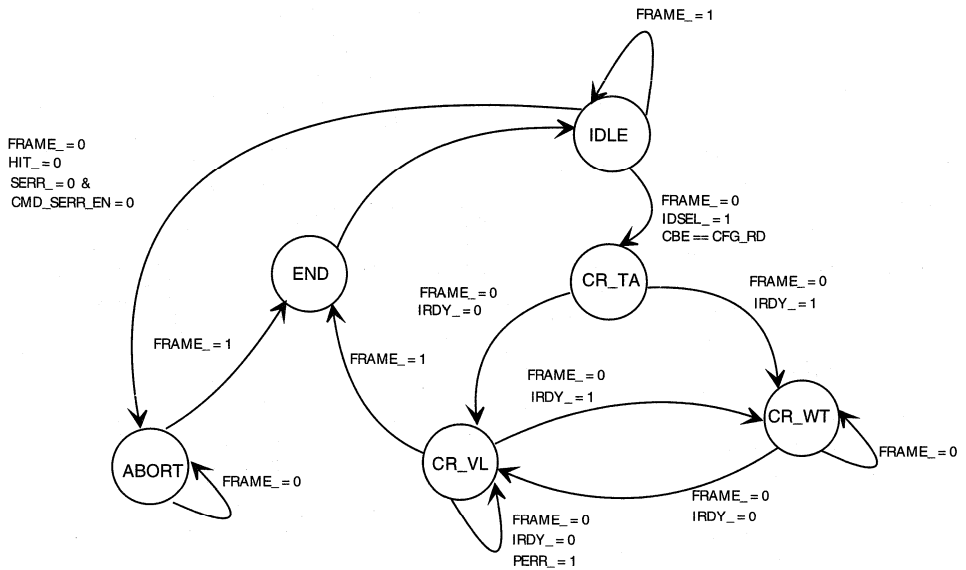 FRAME_ = 1
FRAME_ = 0
HIT_ = 0
SERR_ = 0 &
CMD_SERR_EN = 0
IDLE
FRAME_ = 0
IDSEL_ = 1
CBE == CFG_RD
END
CR_TA
FRAME_ = 0
IRDY_ = 0
FRAME_ = 0
IRDY_ = 1
FRAME_ = 1
FRAME_ = 1
FRAME_ = 0
IRDY_ = 1
CR_WT
ABORT
CR_VL
FRAME_ = 0
FRAME_ = 0
FRAME_ = 0
IRDY_ = 0
FRAME_ = 0
IRDY_ = 0
PERR_ = 1